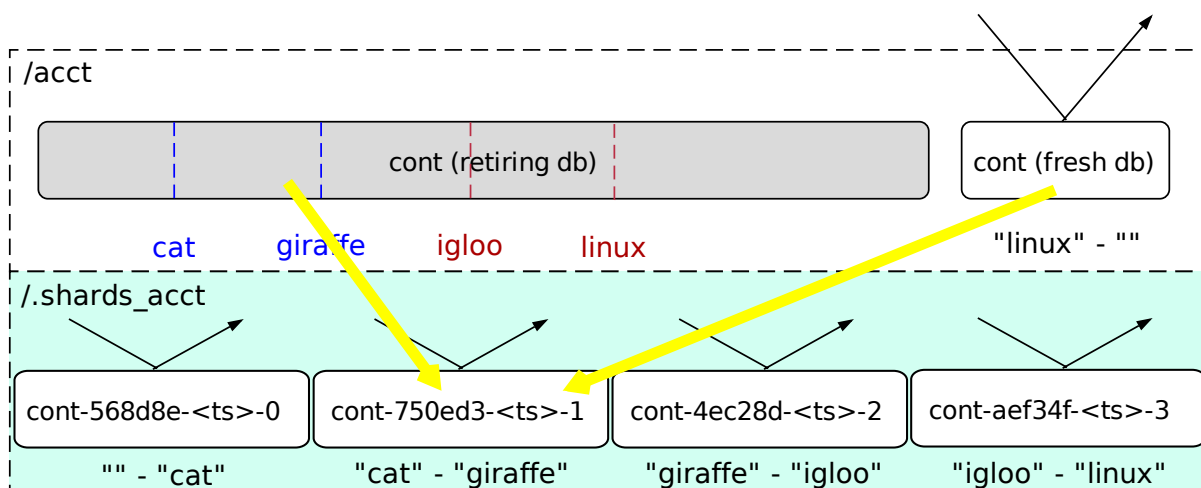 /acct
cont (retiring db)
cont (fresh db)
cat
giraffe
igloo
linux
"linux" - ""
/.shards_acct
cont-568d8e-<ts>-0
cont-750ed3-<ts>-1
cont-4ec28d-<ts>-2
cont-aef34f-<ts>-3
"" - "cat"
"cat" - "giraffe"
"giraffe" - "igloo"
"igloo" - "linux"